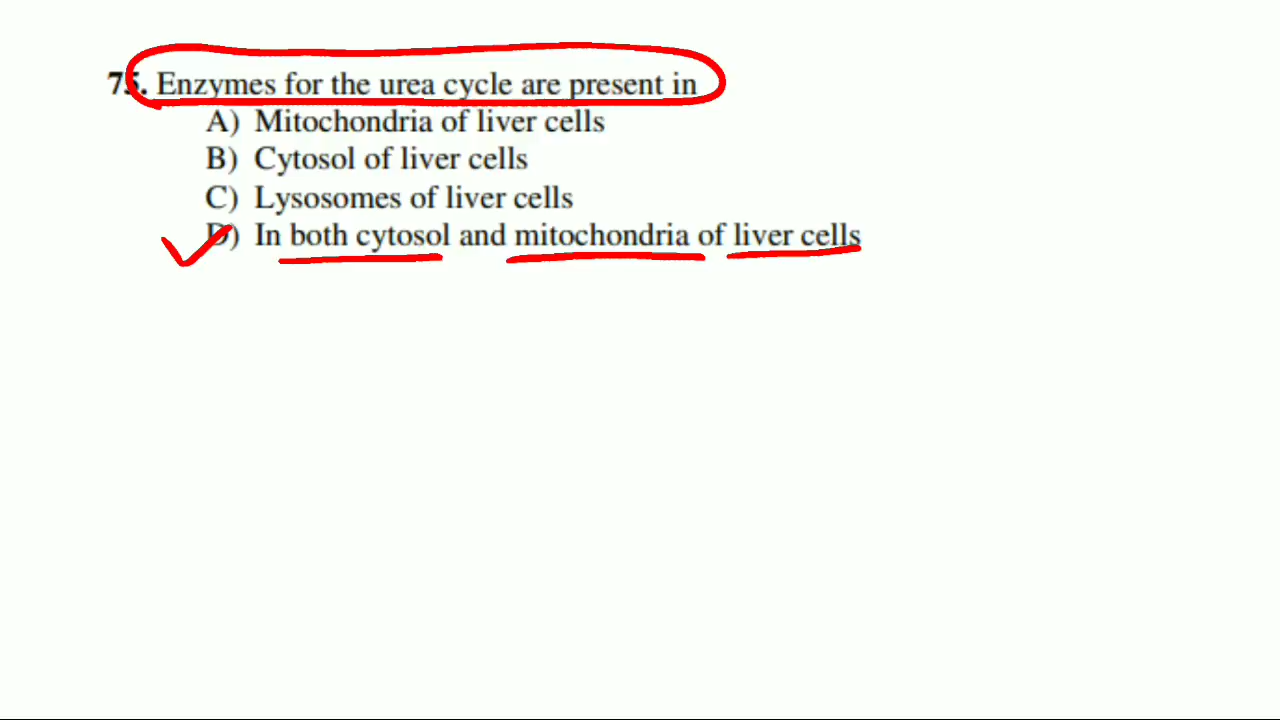 75. Enzymes for the urea cycle are present in
A) Mitochondria of liver cells
B) Cytosol of liver cells
C) Lysosomes of liver cells
D) In both cytosol and mitochondria of liver cells